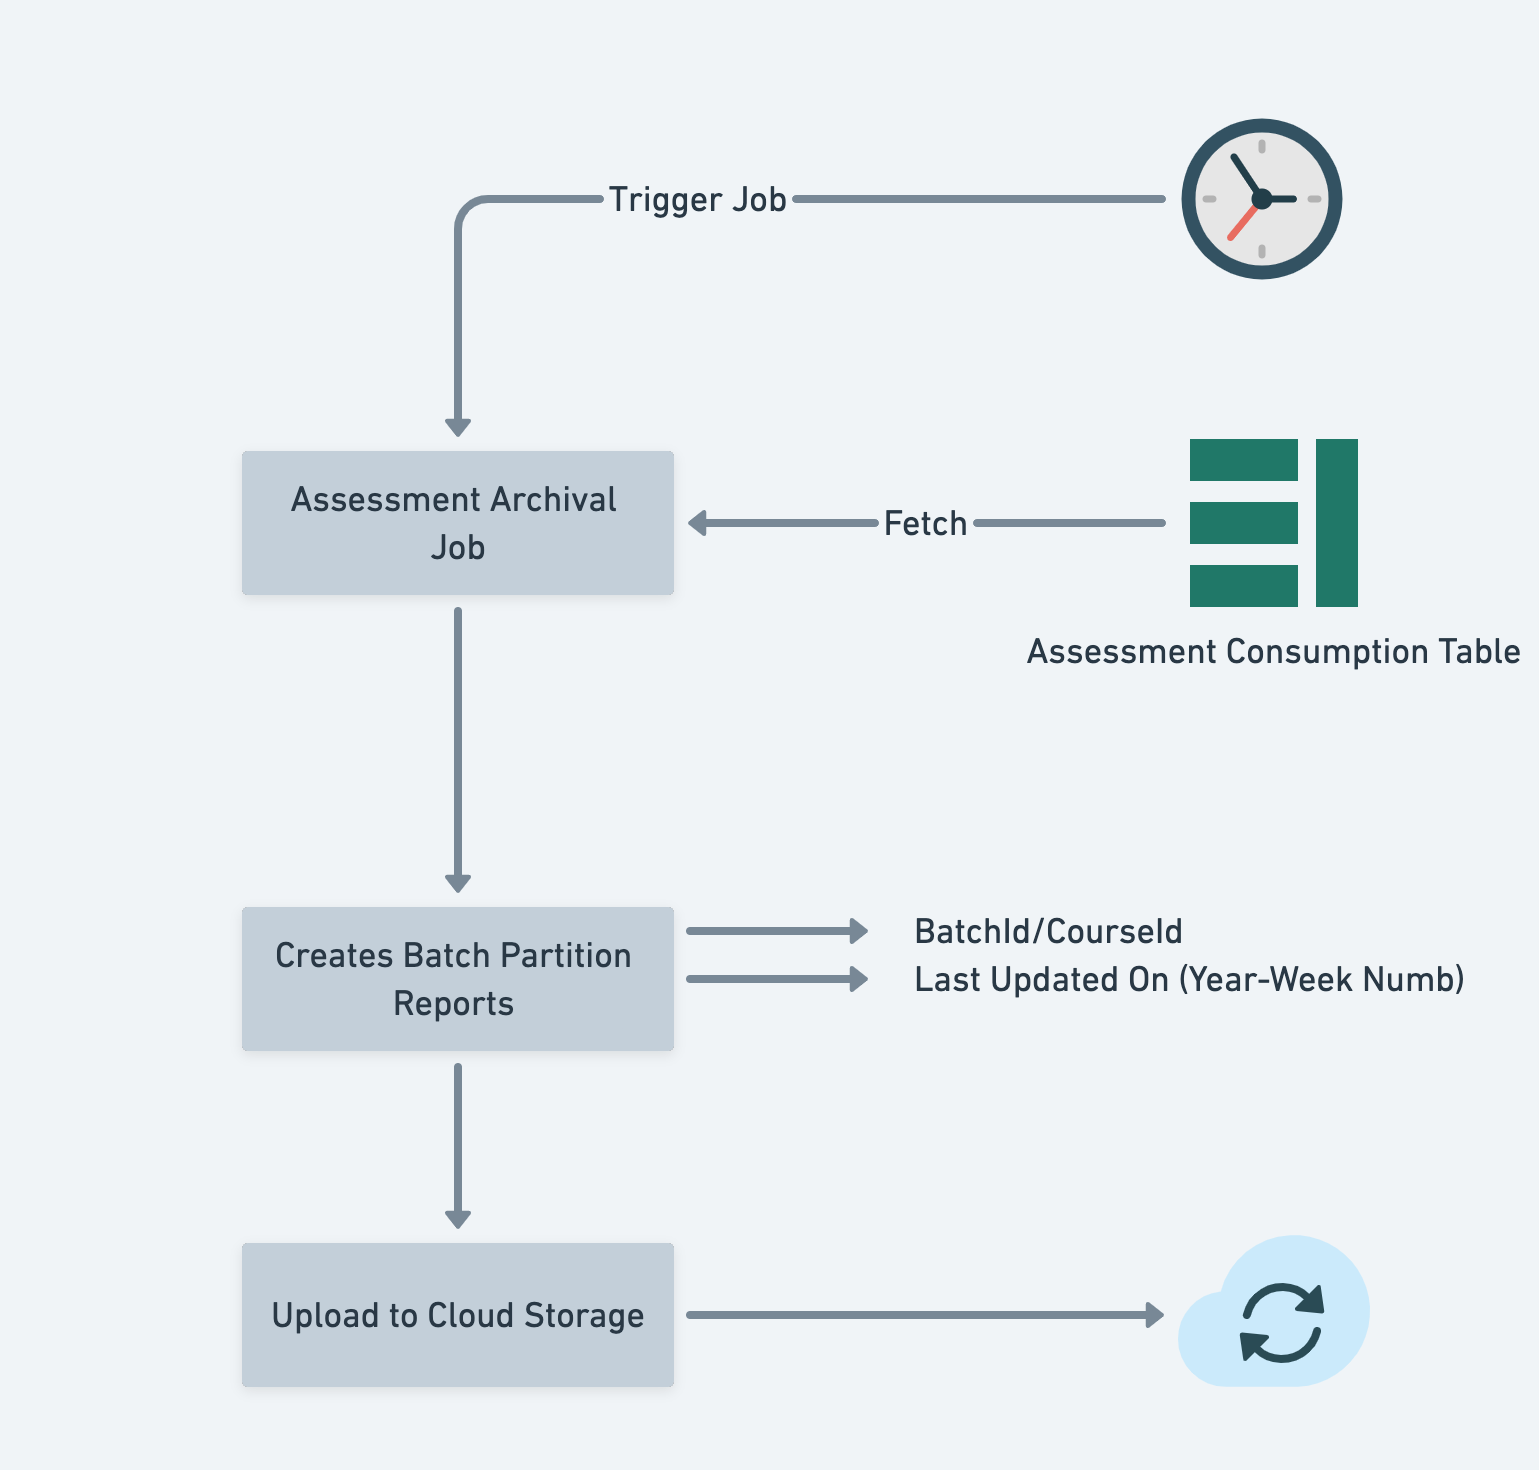 Trigger Job
Assessment Archival
Job
Fetch
Assessment Consumption Table
Creates Batch Partition
Reports
BatchId/CourseId
Last Updated On (Year-Week Numb)
Upload to Cloud Storage